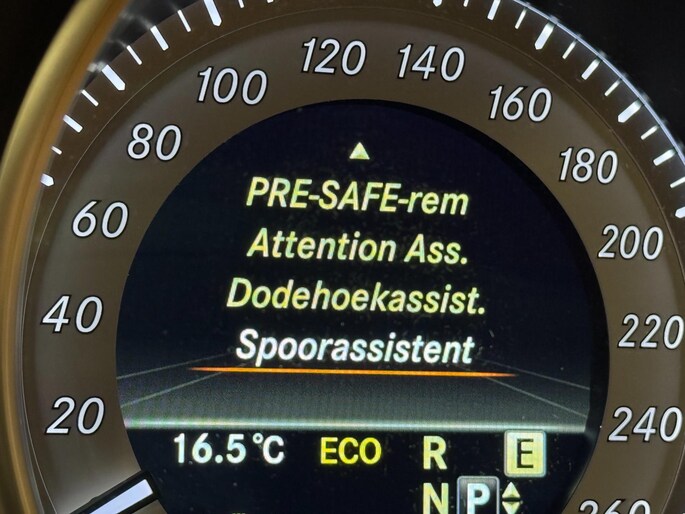 120 140
100 160
80 180
PRE-SAFE-rem
60 200
Attention Ass.
Dodehoekassist.
40 220
Spoorassistent
20 240
16.5°C ECO R E
N P 260